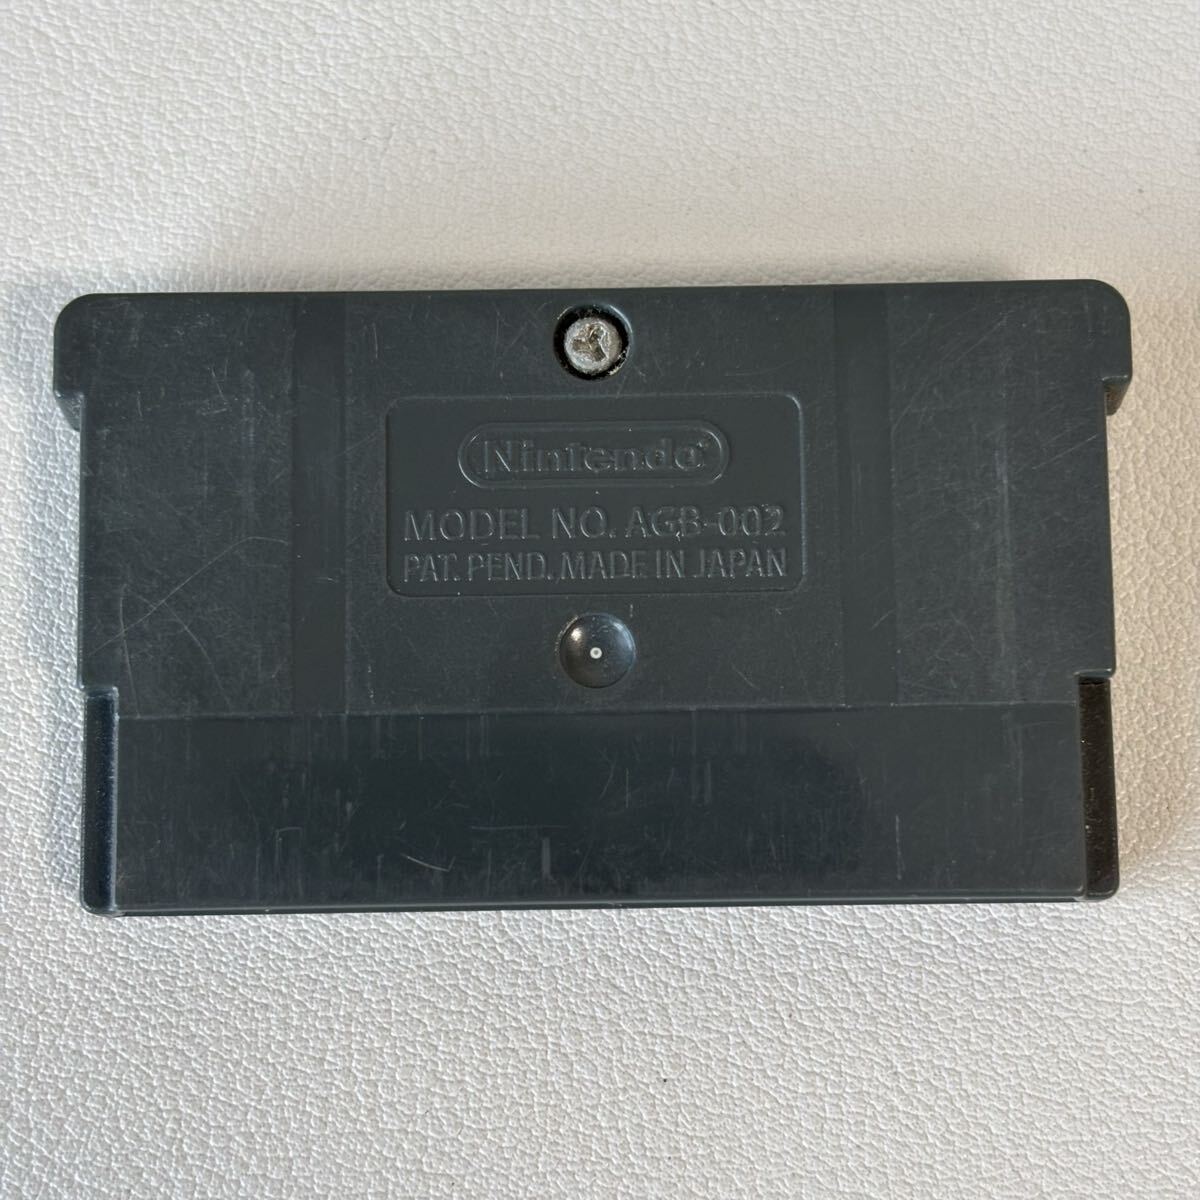 Nintendo
MODEL NO. AGB-002
PAT. PEND. MADE IN JAPAN